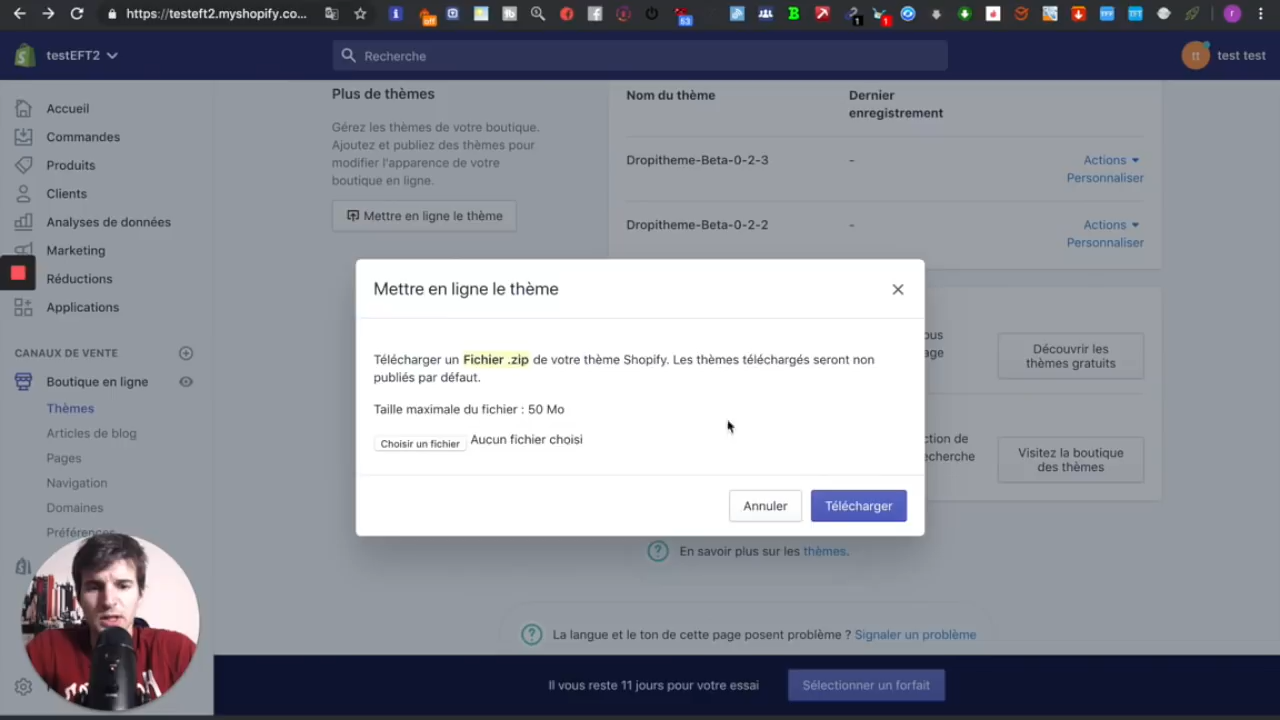 https://testeft2.myshopify.co...
testEFT2
Recherche
tt
test test
Accueil
Commandes
Produits
Clients
Analyses de données
Marketing
Réductions
Applications
CANAUX DE VENTE
Boutique en ligne
Thèmes
Articles de blog
Pages
Navigation
Domaines
Préférences
Plus de thèmes
Gérez les thèmes de votre boutique.
Ajoutez et publiez des thèmes pour
modifier l'apparence de votre
boutique en ligne.
Mettre en ligne le thème
Nom du thème
Dernier
enregistrement
Dropitheme-Beta-0-2-3
-
Actions
Personnaliser
Dropitheme-Beta-0-2-2
-
Actions
Personnaliser
Mettre en ligne le thème
Télécharger un Fichier .zip de votre thème Shopify. Les thèmes téléchargés seront non
publiés par défaut.
Taille maximale du fichier : 50 Mo
Choisir un fichier Aucun fichier choisi
Annuler
Télécharger
ous
age
Découvrir les
thèmes gratuits
ction de
echerche
Visitez la boutique
des thèmes
En savoir plus sur les thèmes.
La langue et le ton de cette page posent problème ? Signaler un problème
Il vous reste 11 jours pour votre essai
Sélectionner un forfait